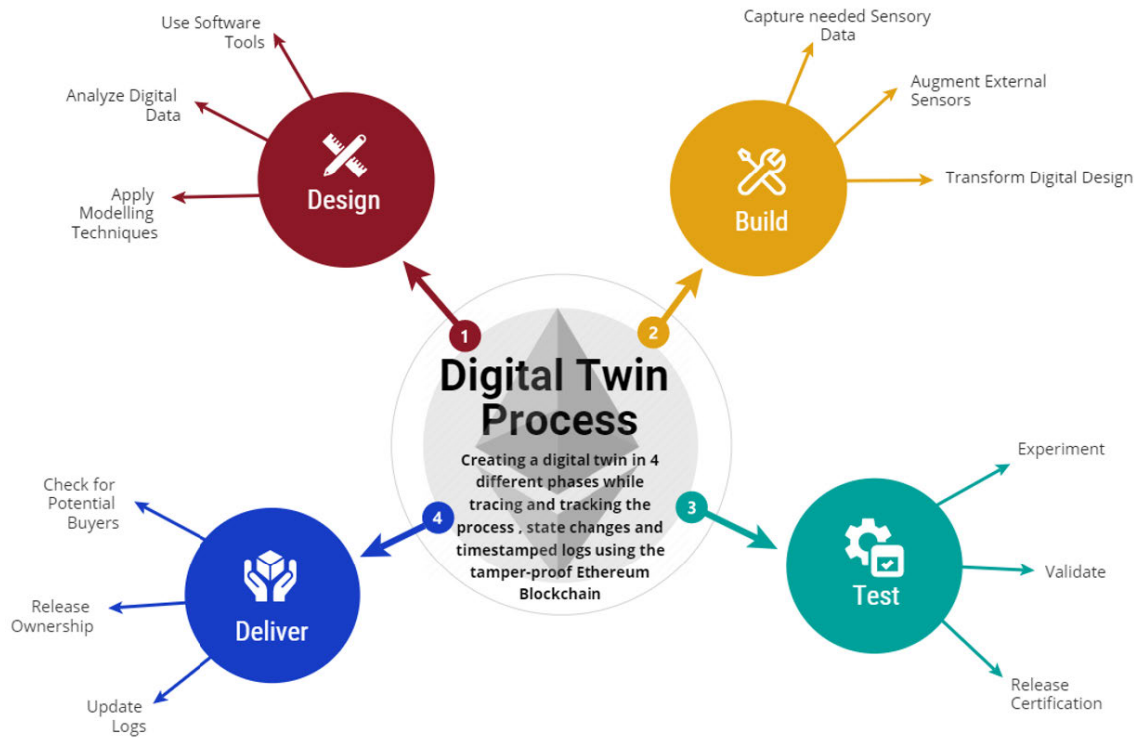 Use Software
Tools
Analyze Digital
Data
Apply
Modelling
Techniques
Design
1
Capture needed Sensory
Data
Augment External
Sensors
Transform Digital Design
Build
2
Digital Twin
Process
Creating a digital twin in 4
different phases while
tracing and tracking the
process , state changes and
timestamped logs using the
tamper-proof Ethereum
Blockchain
3
Test
Experiment
Validate
Release
Certification
4
Deliver
Check for
Potential
Buyers
Release
Ownership
Update
Logs